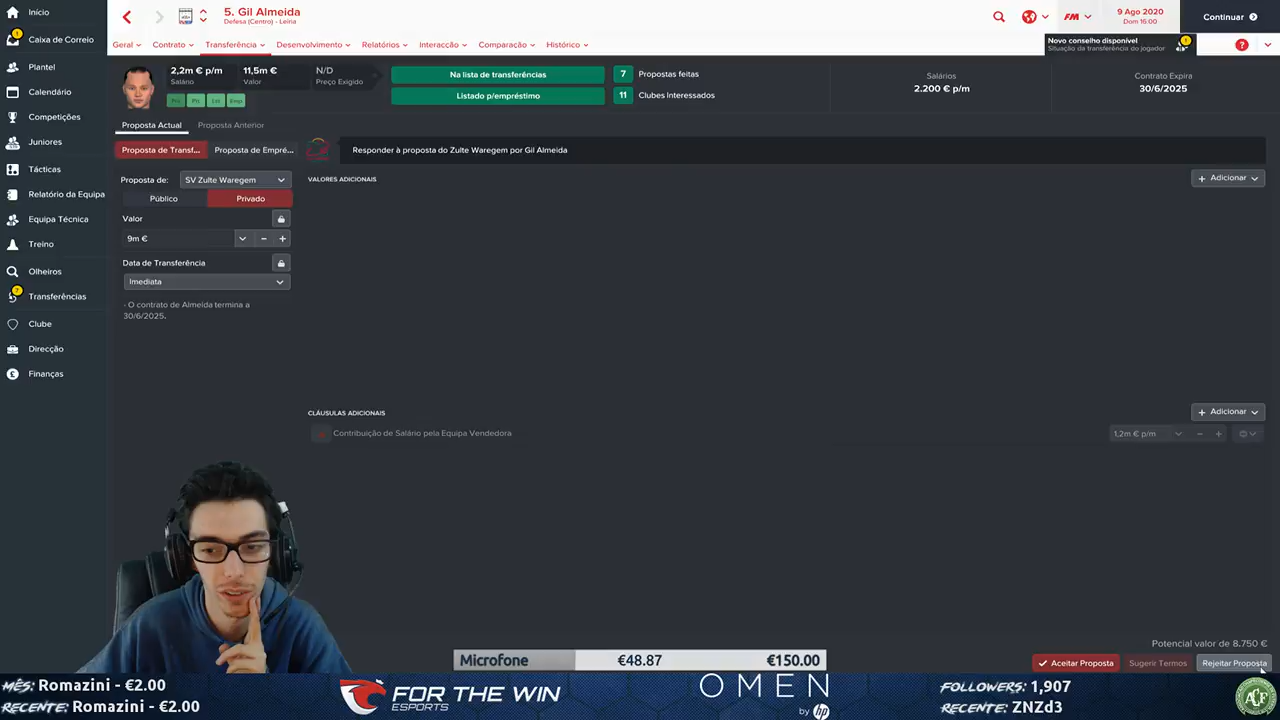 Início
Caixa de Correio
Plantel
Calendário
Competições
Juniores
Tácticas
Relatório da Equipa
Equipa Técnica
Treino
Olheiros
Transferências
Clube
Direcção
Finanças
5. Gil Almeida
Defesa (Centro) - Leiria
FM
9 Ago 2020
Dom 16:00
Continuar
Geral
Contrato
Transferência
Desenvolvimento
Relatórios
Interacção
Comparação
Histórico
Novo conselho disponível
Situação da transferência do jogador
2,2m € p/m
Salário
11,5m €
Valor
N/D
Preço Exigido
Na lista de transferências
Listado p/empréstimo
7
Propostas feitas
11
Clubes Interessados
Salários
2.200 € p/m
Contrato Expira
30/6/2025
Proposta Actual
Proposta Anterior
Proposta de Transf...
Proposta de Empré...
Responder à proposta do Zulte Waregem por Gil Almeida
Proposta de:
SV Zulte Waregem
Público
Privado
Valor
9m €
Data de Transferência
Imediata
- O contrato de Almeida termina a
30/6/2025.
VALORES ADICIONAIS
Adicionar
CLÁUSULAS ADICIONAIS
Adicionar
Contribuição de Salário pela Equipa Vendedora
1,2m € p/m
Potencial valor de 8.750 €
Aceitar Proposta
Sugerir Termos
Rejeitar Proposta
Microfone
€48.87
€150.00
MÊS: Romazini - €2.00
RECENTE: Romazini - €2.00
FOR THE WIN
ESPORTS
OMEN
by hp
FOLLOWERS: 1,907
RECENTE: ZNZd3
ACF